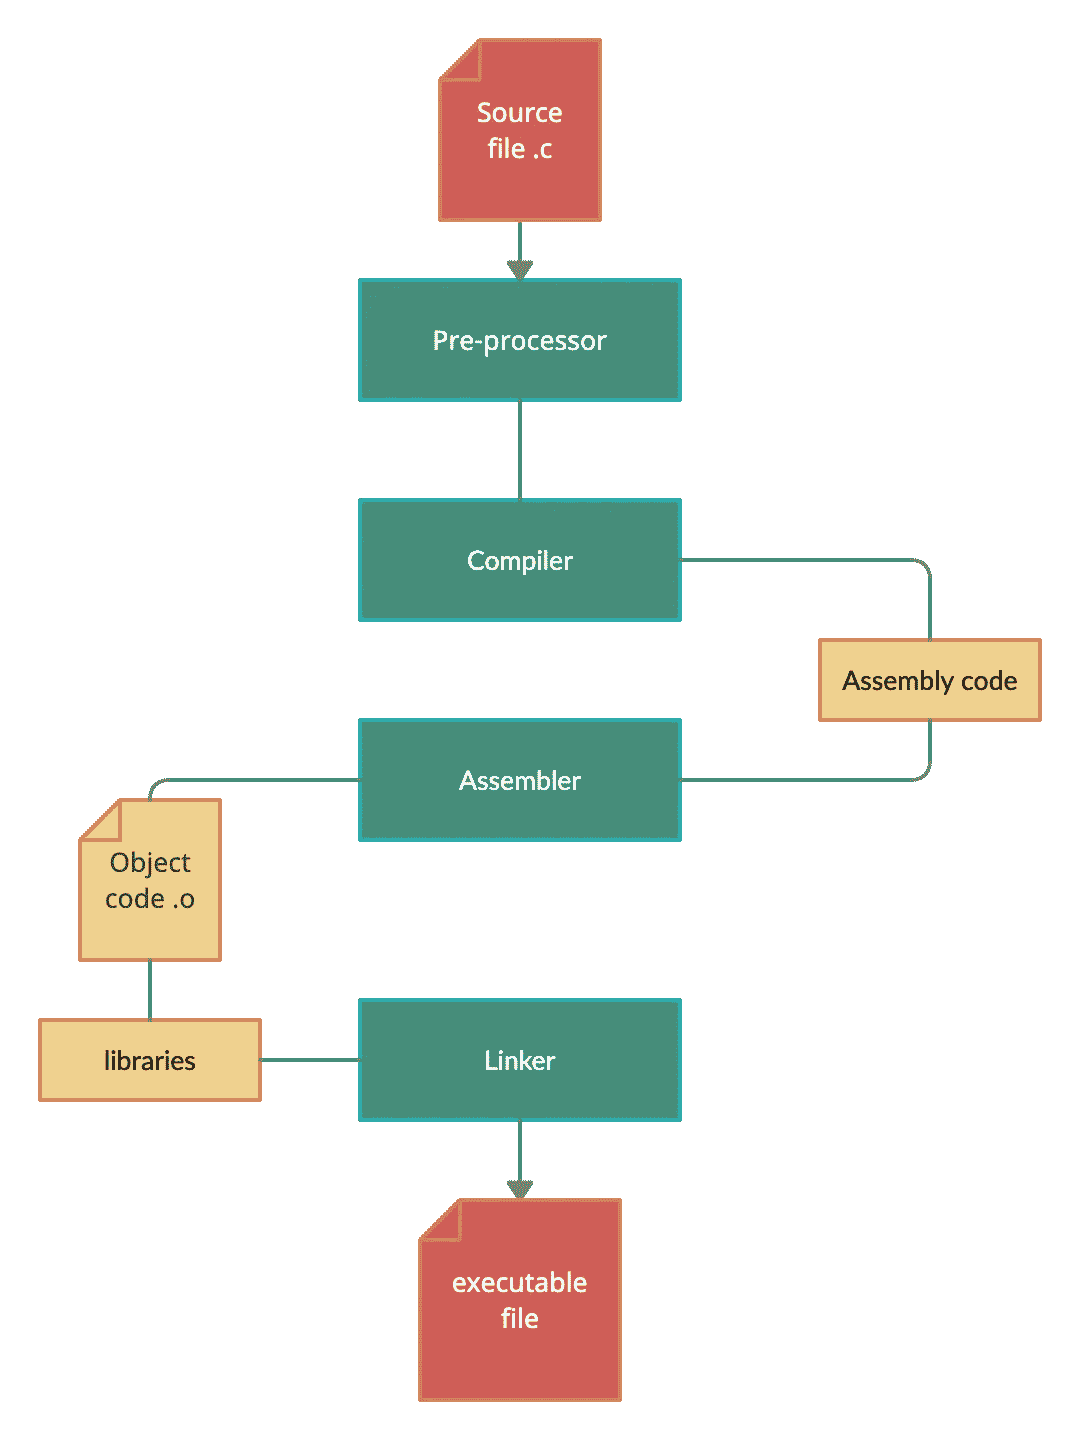 Source
file .c
Pre-processor
Compiler
Assembly code
Assembler
Object
code .o
libraries
Linker
executable
file